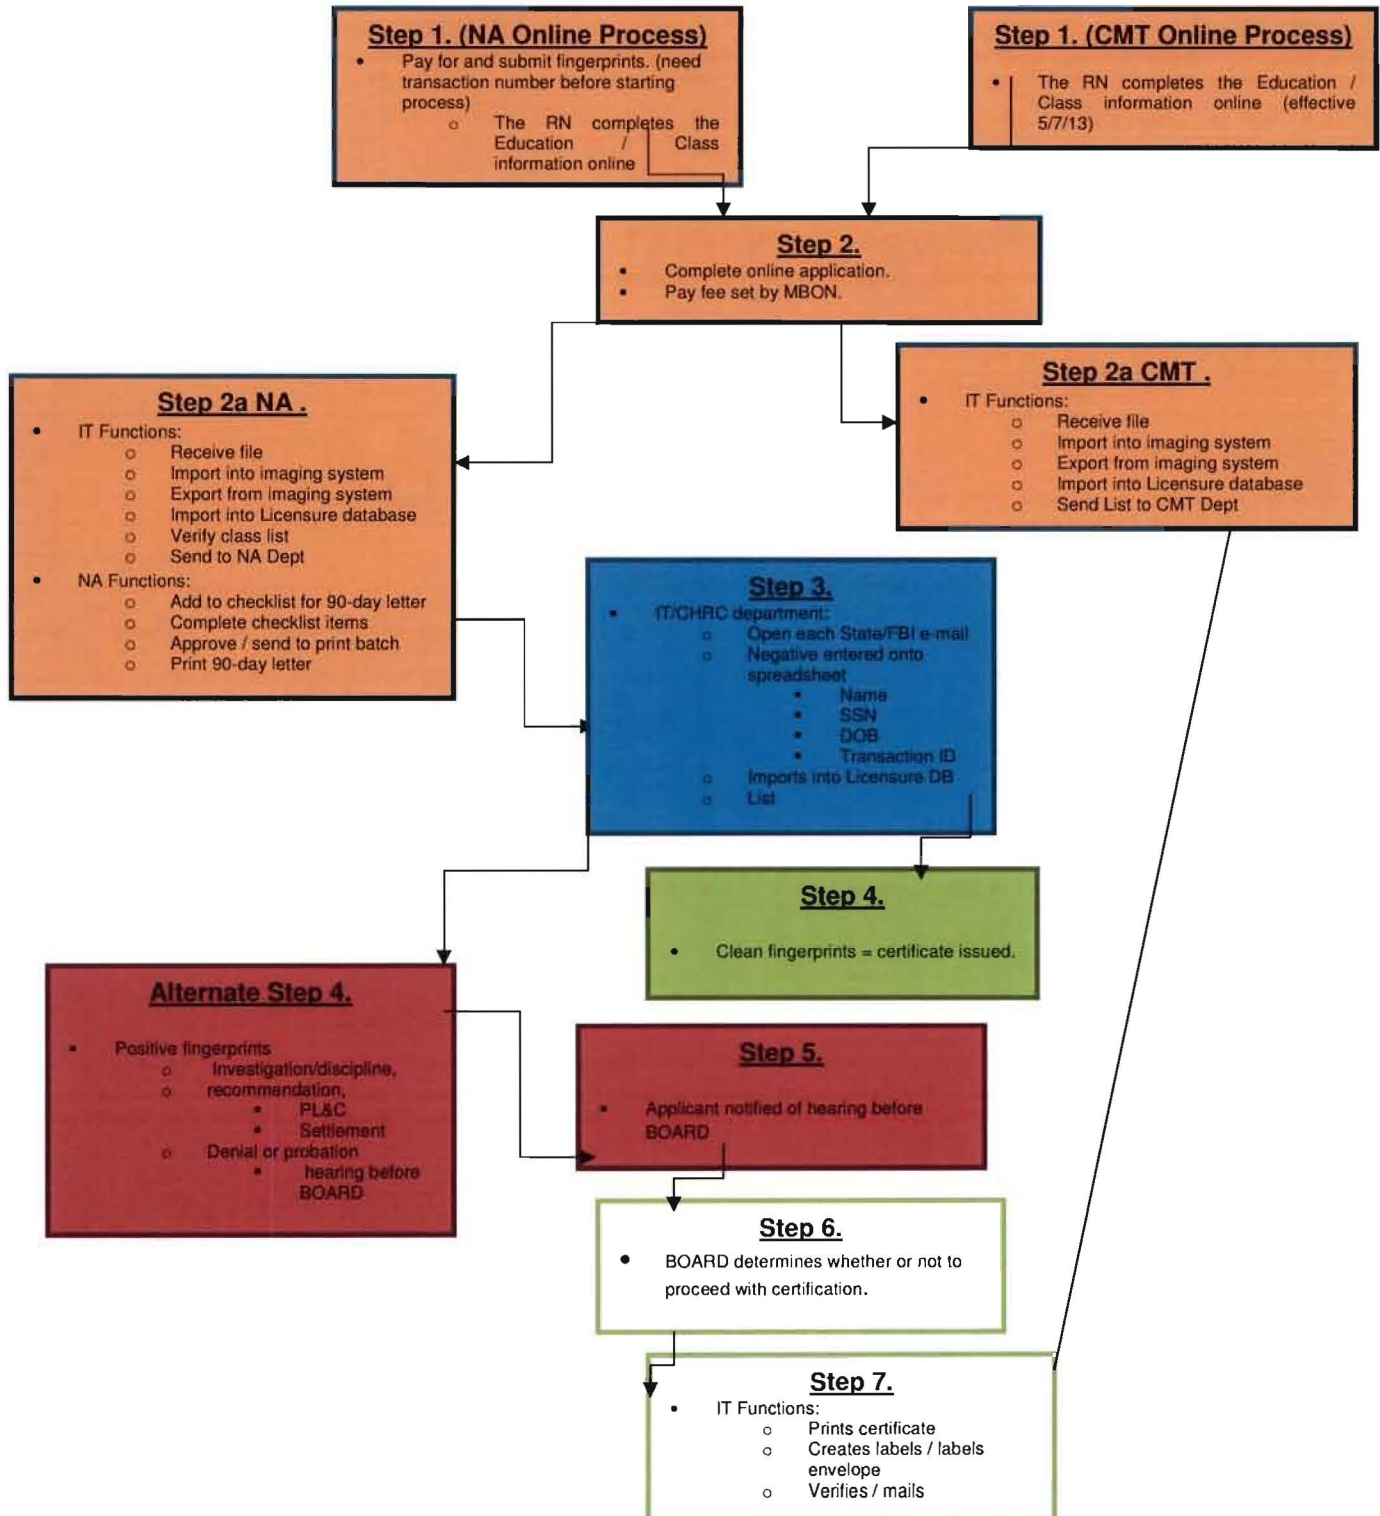 Step 1. (NA Online Process)
• Pay for and submit fingerprints. (need
transaction number before starting
process)
o The RN completes the
Education / Class
information online
Step 1. (CMT Online Process)
• The RN completes the Education /
Class information online (effective
5/7/13)
Step 2.
• Complete online application.
• Pay fee set by MBON.
Step 2a NA .
• IT Functions:
o Receive file
o Import into imaging system
o Export from imaging system
o Import into Licensure database
o Verify class list
o Send to NA Dept
• NA Functions:
o Add to checklist for 90-day letter
o Complete checklist items
o Approve / send to print batch
o Print 90-day letter
Step 2a CMT .
• IT Functions:
o Receive file
o Import into imaging system
o Export from imaging system
o Import into Licensure database
o Send List to CMT Dept
Step 3.
• IT/CHRC department:
o Open each State/FBI e-mail
o Negative entered onto
spreadsheet
▪ Name
▪ SSN
▪ DOB
▪ Transaction ID
o Imports into Licensure DB
o List
Step 4.
• Clean fingerprints = certificate issued.
Alternate Step 4.
• Positive fingerprints
o Investigation/discipline,
o recommendation,
▪ PL&C
▪ Settlement
o Denial or probation
▪ hearing before
BOARD
Step 5.
• Applicant notified of hearing before
BOARD
Step 6.
• BOARD determines whether or not to
proceed with certification.
Step 7.
• IT Functions:
o Prints certificate
o Creates labels / labels
envelope
o Verifies / mails